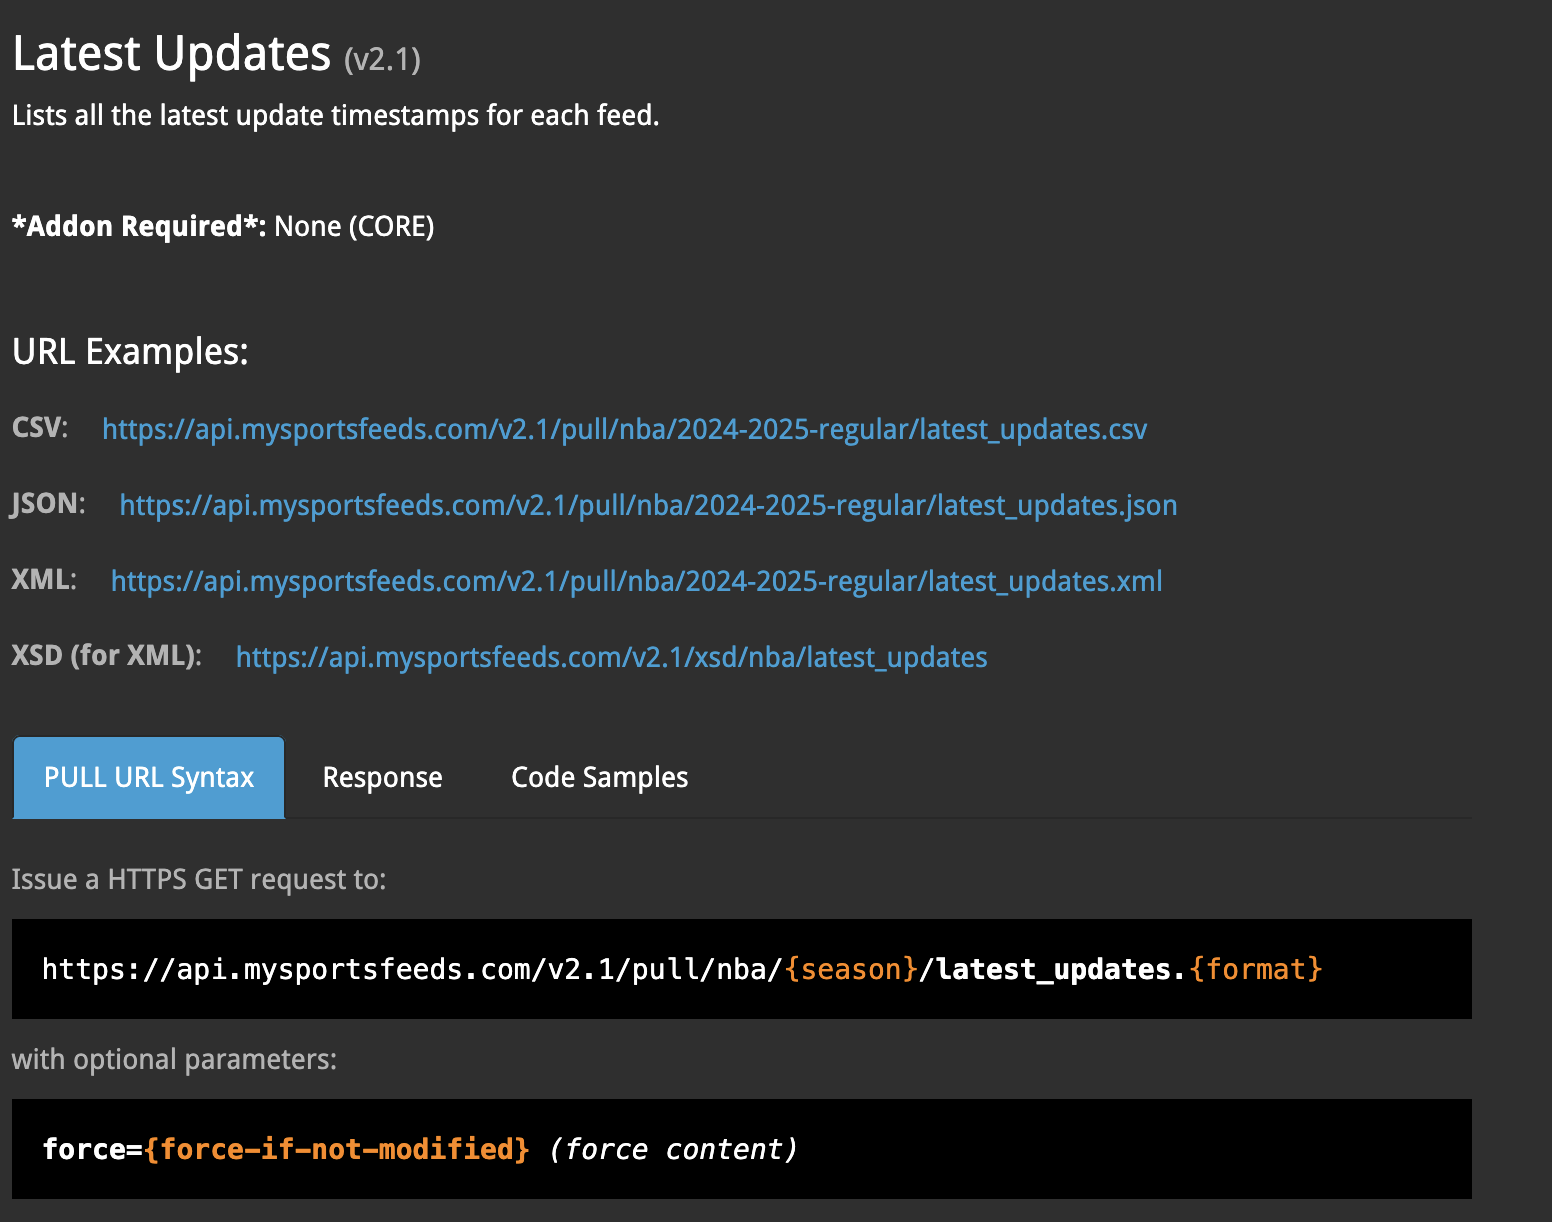 Latest Updates (v2.1)
Lists all the latest update timestamps for each feed.
*Addon Required*: None (CORE)
URL Examples:
CSV: https://api.mysportsfeeds.com/v2.1/pull/nba/2024-2025-regular/latest_updates.csv
JSON: https://api.mysportsfeeds.com/v2.1/pull/nba/2024-2025-regular/latest_updates.json
XML: https://api.mysportsfeeds.com/v2.1/pull/nba/2024-2025-regular/latest_updates.xml
XSD (for XML): https://api.mysportsfeeds.com/v2.1/xsd/nba/latest_updates
PULL URL Syntax Response Code Samples
Issue a HTTPS GET request to:
https://api.mysportsfeeds.com/v2.1/pull/nba/{season}/latest_updates.{format}
with optional parameters:
force={force-if-not-modified} (force content)